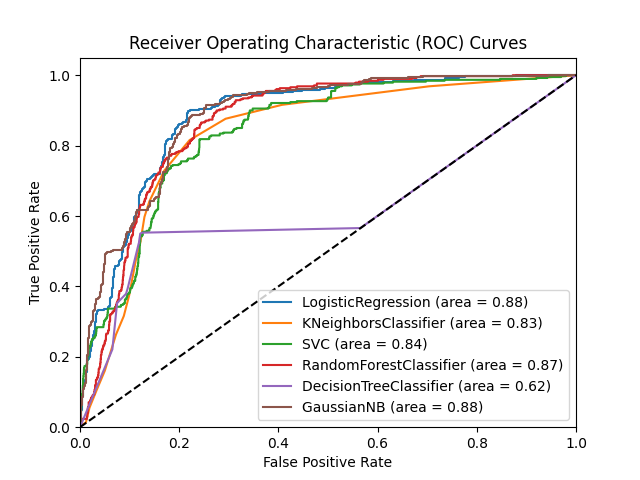 Receiver Operating Characteristic (ROC) Curves
True Positive Rate
1.0
0.8
0.6
0.4
0.2
0.0
LogisticRegression (area = 0.88)
KNeighborsClassifier (area = 0.83)
SVC (area = 0.84)
RandomForestClassifier (area = 0.87)
DecisionTreeClassifier (area = 0.62)
GaussianNB (area = 0.88)
0.0 0.2 0.4 0.6 0.8 1.0
False Positive Rate